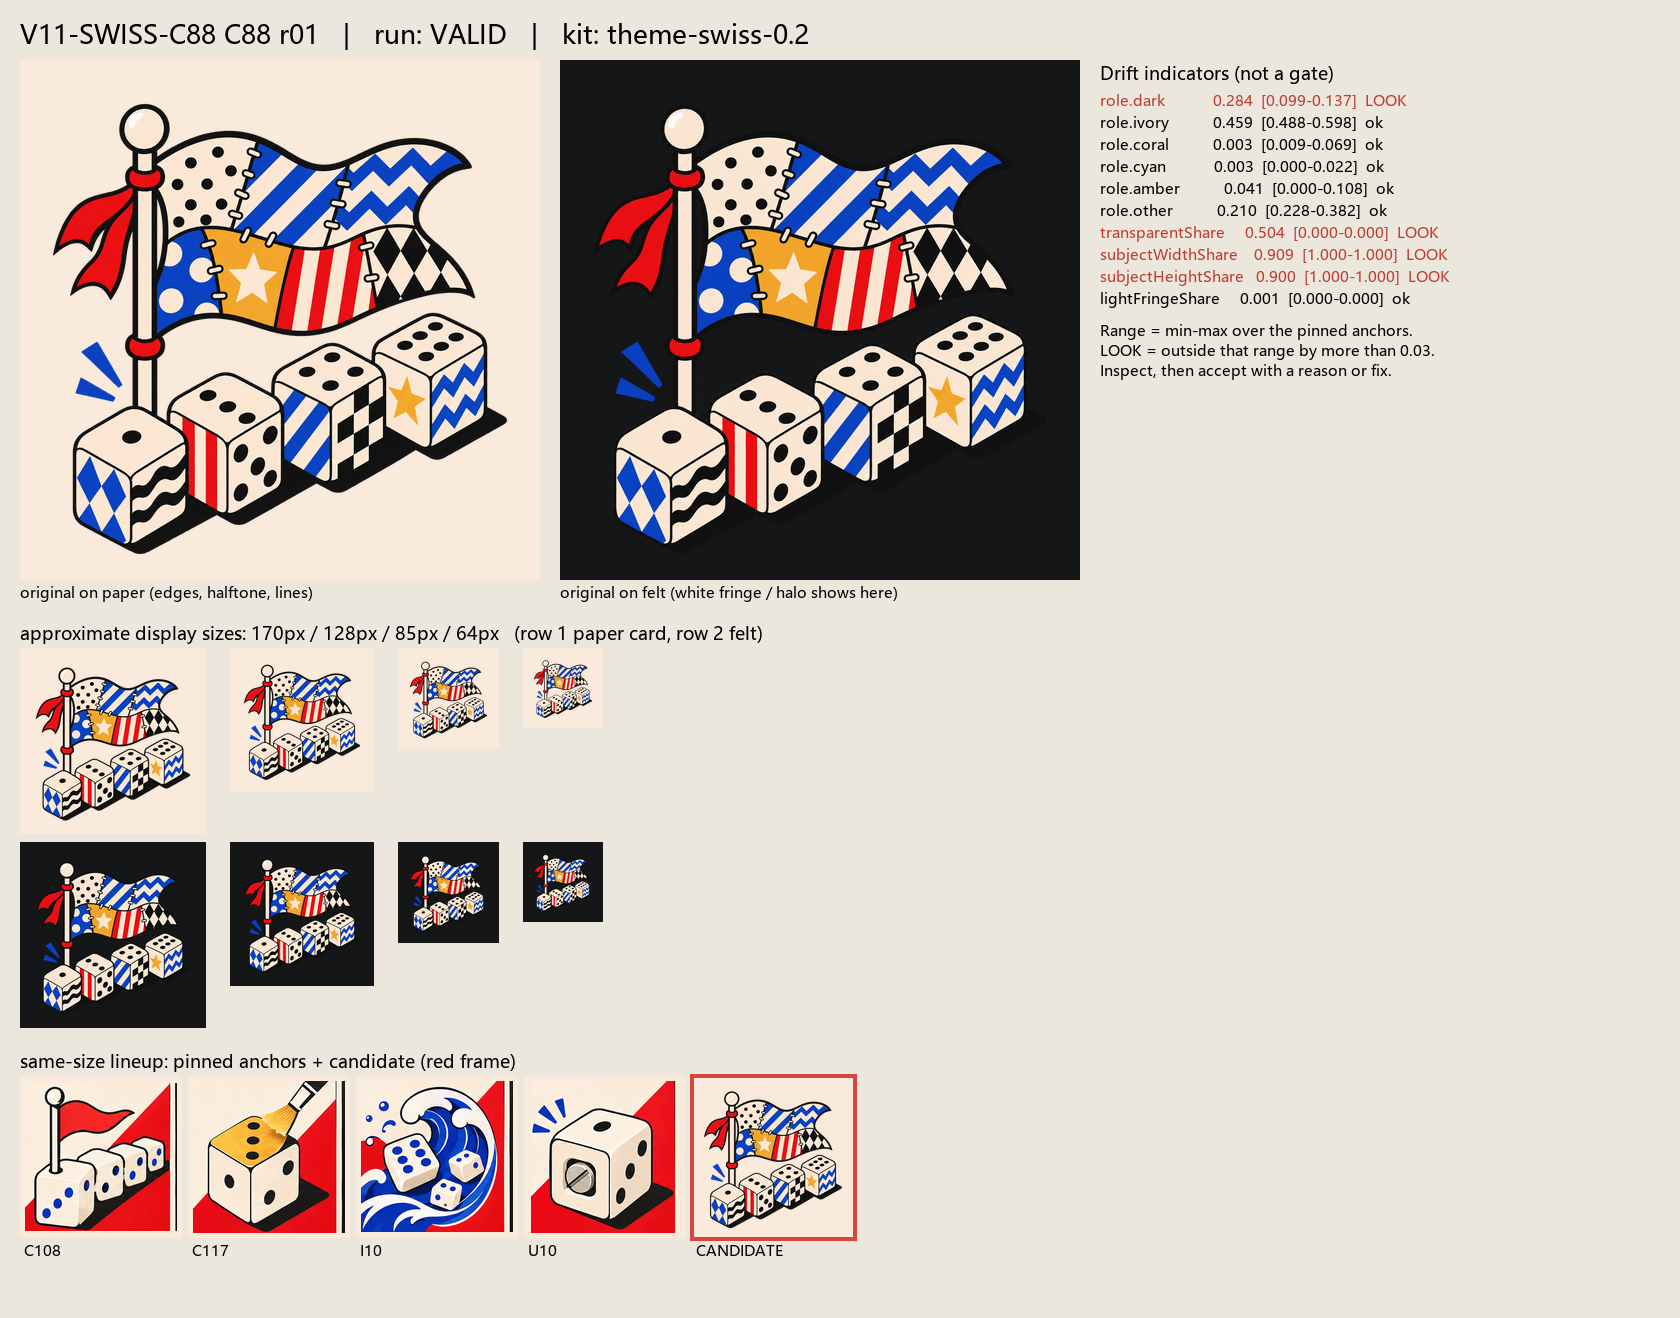 V11-SWISS-C88 C88 r01 | run: VALID | kit: theme-swiss-0.2
Drift indicators (not a gate)
role.dark 0.284 [0.099-0.137] LOOK
role.ivory 0.459 [0.488-0.598] ok
role.coral 0.003 [0.009-0.069] ok
role.cyan 0.003 [0.000-0.022] ok
role.amber 0.041 [0.000-0.108] ok
role.other 0.210 [0.228-0.382] ok
transparentShare 0.504 [0.000-0.000] LOOK
subjectWidthShare 0.909 [1.000-1.000] LOOK
subjectHeightShare 0.900 [1.000-1.000] LOOK
lightFringeShare 0.001 [0.000-0.000] ok
Range = min-max over the pinned anchors.
LOOK = outside that range by more than 0.03.
Inspect, then accept with a reason or fix.
original on paper (edges, halftone, lines)
original on felt (white fringe / halo shows here)
approximate display sizes: 170px / 128px / 85px / 64px (row 1 paper card, row 2 felt)
same-size lineup: pinned anchors + candidate (red frame)
C108
C117
I10
U10
CANDIDATE